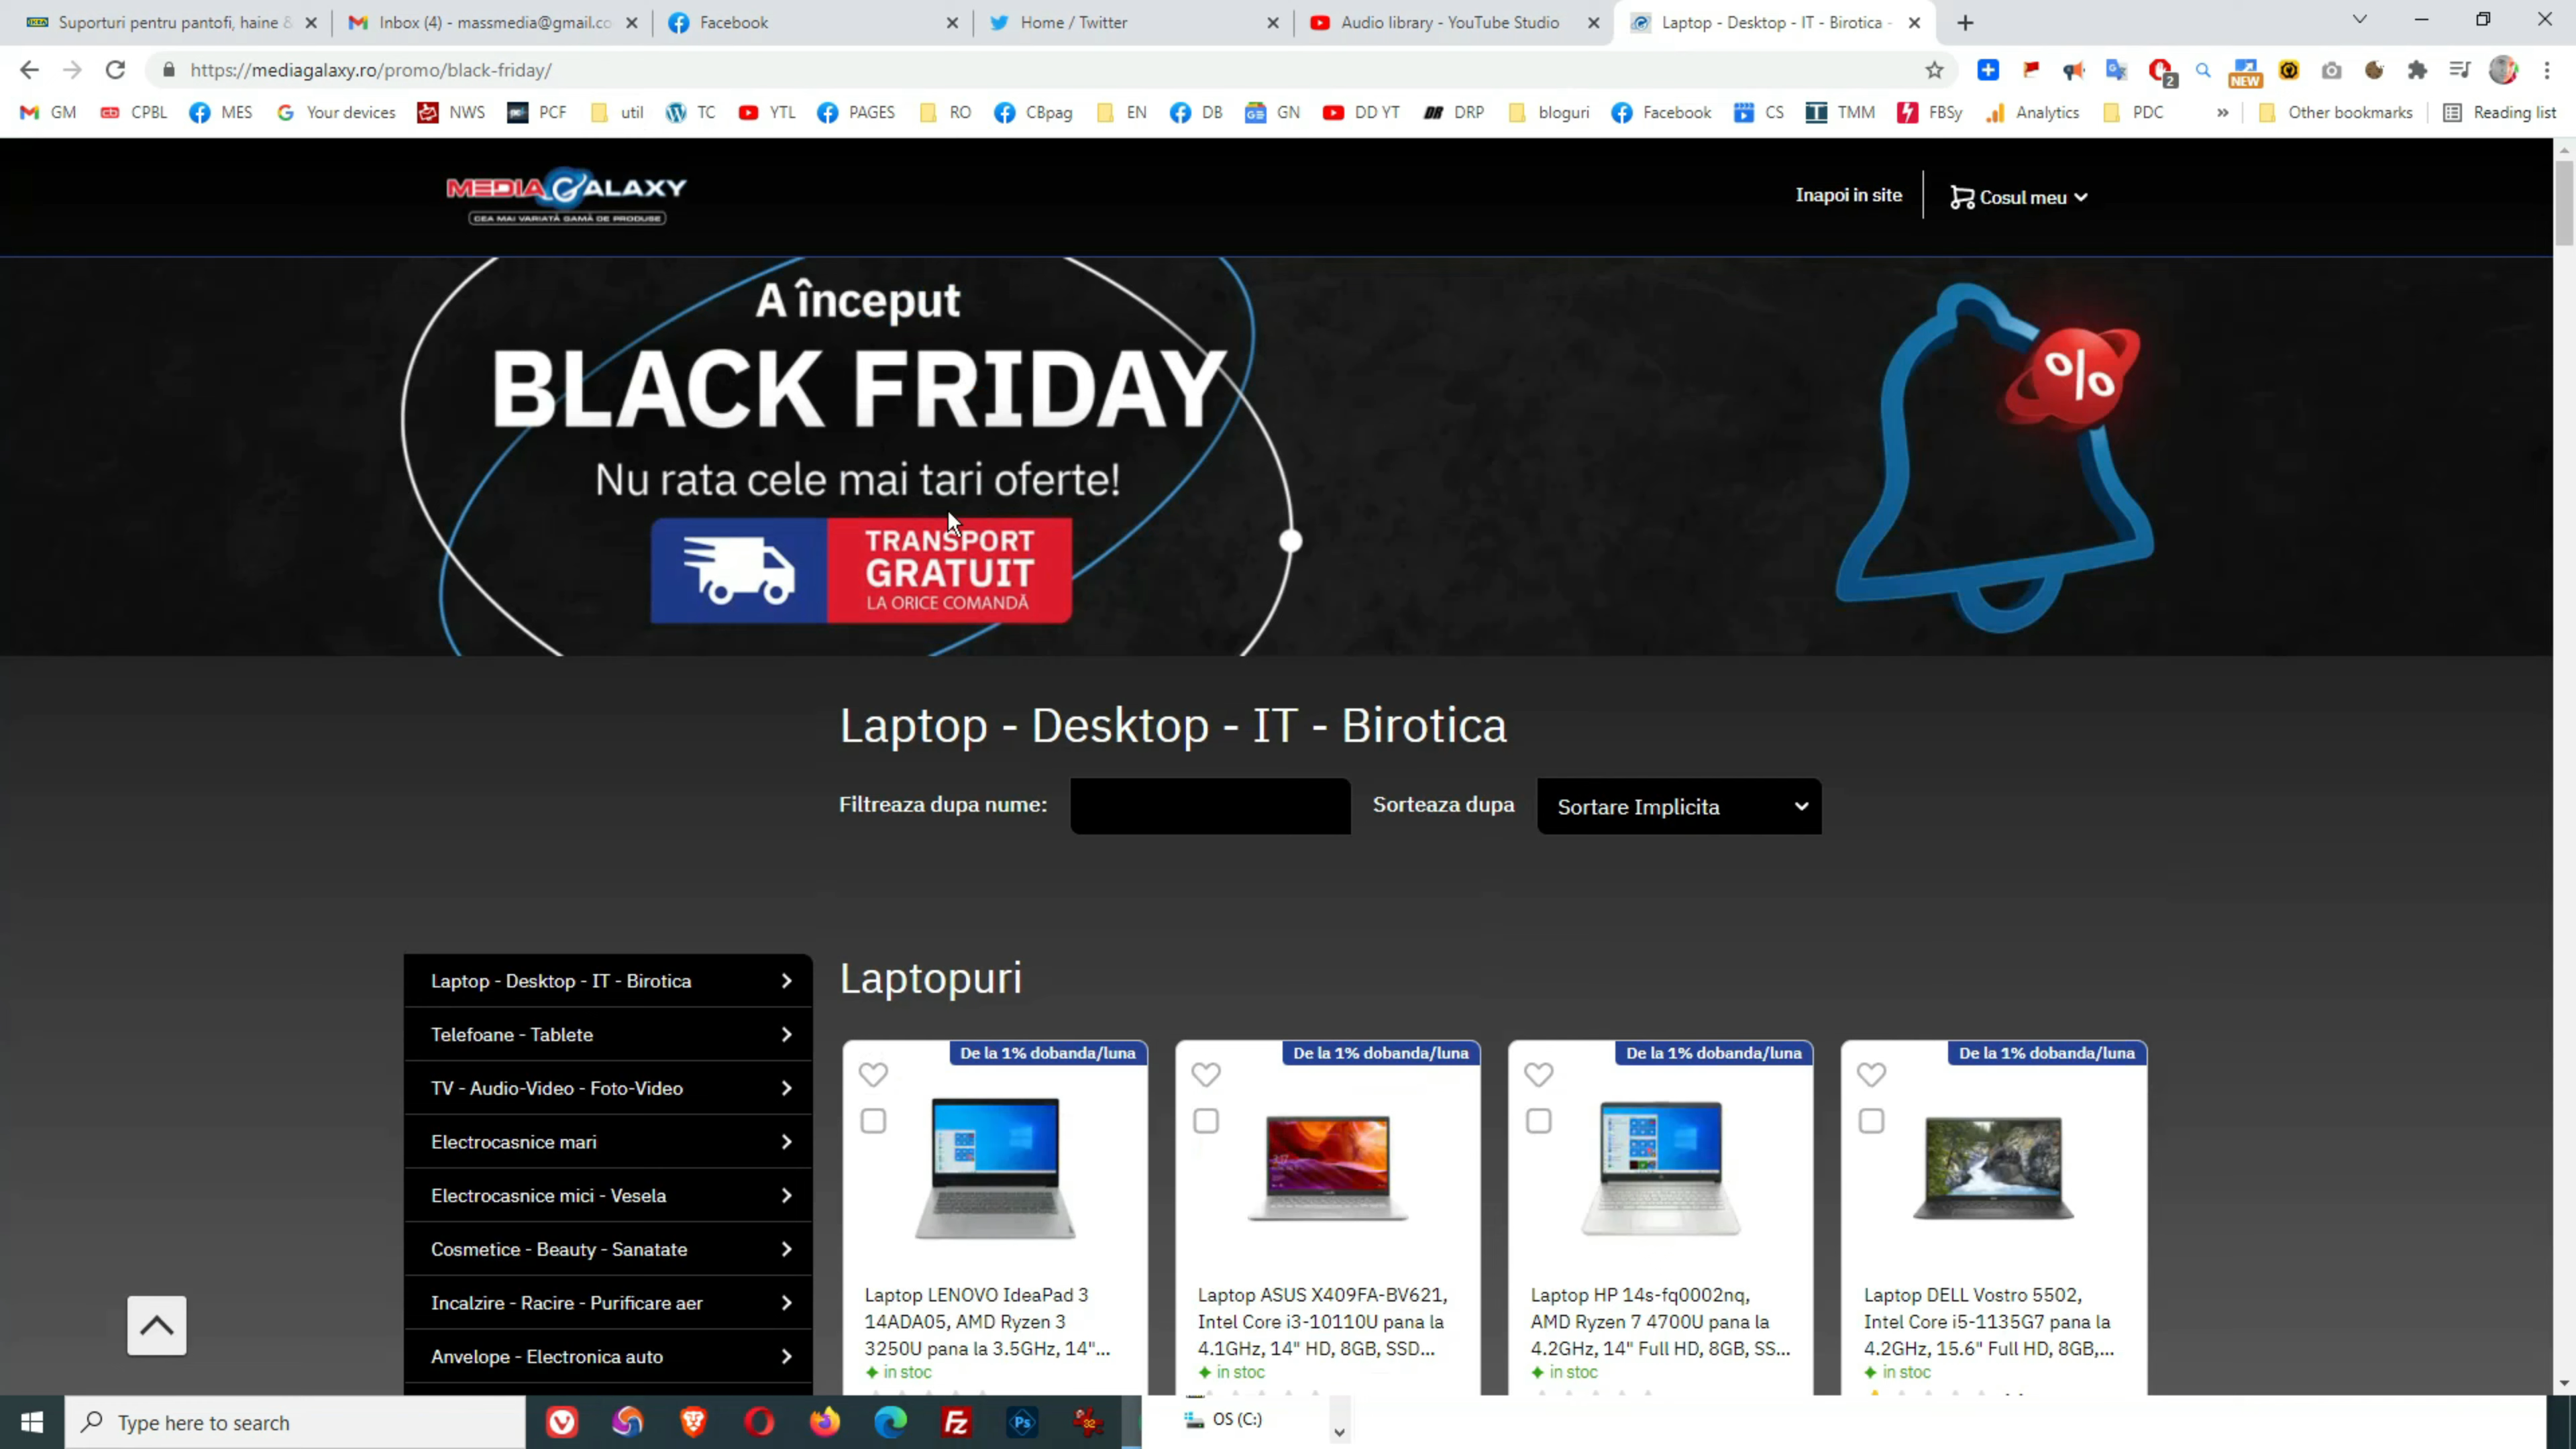 Suporturi pentru pantofi, haine &
Inbox (4) - massmedia@gmail.co
Facebook
Home / Twitter
Audio library - YouTube Studio
Laptop - Desktop - IT - Birotica -
https://mediagalaxy.ro/promo/black-friday/
2
NEW
GM
CPBL
MES
Your devices
NWS
PCF
util
TC
YTL
PAGES
RO
CBpag
EN
DB
GN
DD YT
DRP
bloguri
Facebook
CS
TMM
FBSy
Analytics
PDC
»
Other bookmarks
Reading list
MEDIA GALAXY
CEA MAI VARIATĂ GAMĂ DE PRODUSE
Inapoi in site
Cosul meu
A început
BLACK FRIDAY
Nu rata cele mai tari oferte!
TRANSPORT
GRATUIT
LA ORICE COMANDĂ
%
Laptop - Desktop - IT - Birotica
Filtreaza dupa nume:
Sorteaza dupa
Sortare Implicita
Laptop - Desktop - IT - Birotica
Telefoane - Tablete
TV - Audio-Video - Foto-Video
Electrocasnice mari
Electrocasnice mici - Vesela
Cosmetice - Beauty - Sanatate
Incalzire - Racire - Purificare aer
Anvelope - Electronica auto
Laptopuri
De la 1% dobanda/luna
Laptop LENOVO IdeaPad 3
14ADA05, AMD Ryzen 3
3250U pana la 3.5GHz, 14"...
in stoc
De la 1% dobanda/luna
Laptop ASUS X409FA-BV621,
Intel Core i3-10110U pana la
4.1GHz, 14" HD, 8GB, SSD...
in stoc
De la 1% dobanda/luna
Laptop HP 14s-fq0002nq,
AMD Ryzen 7 4700U pana la
4.2GHz, 14" Full HD, 8GB, SS...
in stoc
De la 1% dobanda/luna
Laptop DELL Vostro 5502,
Intel Core i5-1135G7 pana la
4.2GHz, 15.6" Full HD, 8GB,...
in stoc
Type here to search
Fz
Ps
OS (C:)